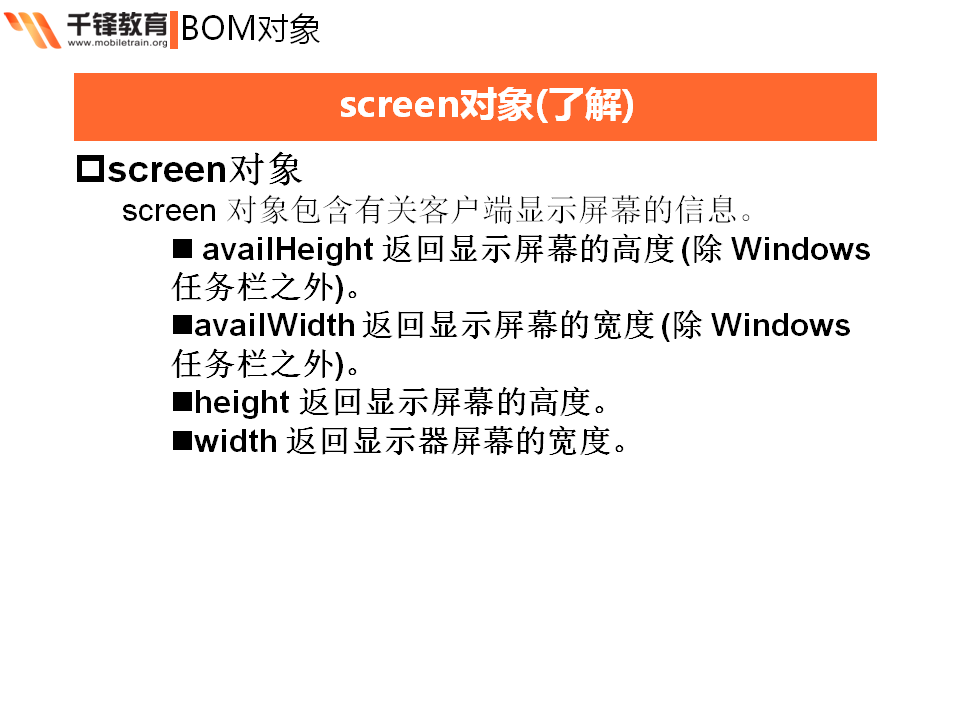 千锋教育
www.mobiletrain.org
BOM对象
screen对象(了解)
screen对象
screen 对象包含有关客户端显示屏幕的信息。
availHeight 返回显示屏幕的高度 (除 Windows
任务栏之外)。
availWidth 返回显示屏幕的宽度 (除 Windows
任务栏之外)。
height 返回显示屏幕的高度。
width 返回显示器屏幕的宽度。